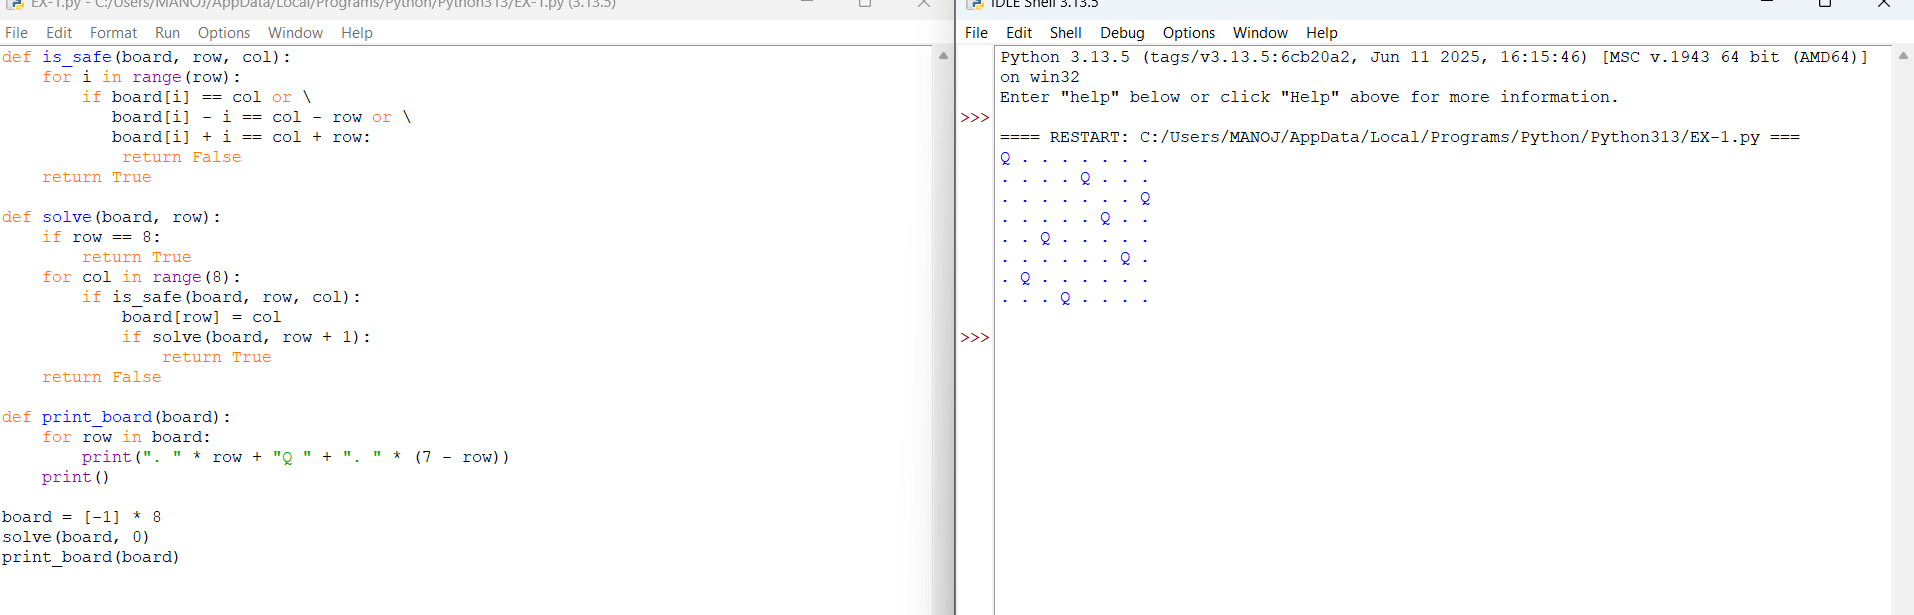 EX-1.py - C:/Users/MANOJ/AppData/Local/Programs/Python/Python313/EX-1.py (3.13.5)
File Edit Format Run Options Window Help
def is_safe(board, row, col):
    for i in range(row):
        if board[i] == col or \
           board[i] - i == col - row or \
           board[i] + i == col + row:
            return False
    return True

def solve(board, row):
    if row == 8:
        return True
    for col in range(8):
        if is_safe(board, row, col):
            board[row] = col
            if solve(board, row + 1):
                return True
    return False

def print_board(board):
    for row in board:
        print(". " * row + "Q " + ". " * (7 - row))
    print()

board = [-1] * 8
solve(board, 0)
print_board(board)
IDLE Shell 3.13.5
File Edit Shell Debug Options Window Help
Python 3.13.5 (tags/v3.13.5:6cb20a2, Jun 11 2025, 16:15:46) [MSC v.1943 64 bit (AMD64)]
on win32
Enter "help" below or click "Help" above for more information.
>>>
==== RESTART: C:/Users/MANOJ/AppData/Local/Programs/Python/Python313/EX-1.py ===
Q . . . . . . .
. . . . Q . . .
. . . . . . . Q
. . . . . Q . .
. . Q . . . . .
. . . . . . Q .
. Q . . . . . .
. . . Q . . . .
>>>